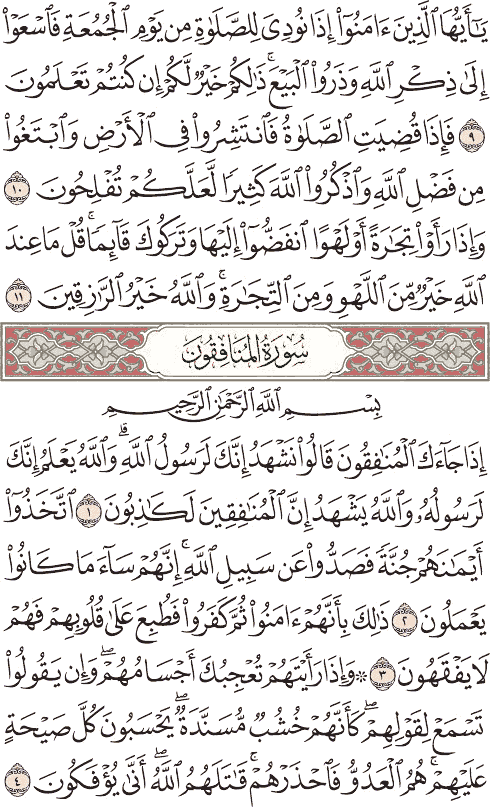 يَٰٓأَيُّهَا ٱلَّذِينَ ءَامَنُوٓا۟ إِذَا نُودِىَ لِلصَّلَوٰةِ مِن يَوْمِ ٱلْجُمُعَةِ فَٱسْعَوْا۟
إِلَىٰ ذِكْرِ ٱللَّهِ وَذَرُوا۟ ٱلْبَيْعَ ۚ ذَٰلِكُمْ خَيْرٌ لَّكُمْ إِن كُنتُمْ تَعْلَمُونَ
٩ فَإِذَا قُضِيَتِ ٱلصَّلَوٰةُ فَٱنتَشِرُوا۟ فِى ٱلْأَرْضِ وَٱبْتَغُوا۟
مِن فَضْلِ ٱللَّهِ وَٱذْكُرُوا۟ ٱللَّهَ كَثِيرًا لَّعَلَّكُمْ تُفْلِحُونَ ١٠
وَإِذَا رَأَوْا۟ تِجَٰرَةً أَوْ لَهْوًا ٱنفَضُّوٓا۟ إِلَيْهَا وَتَرَكُوكَ قَآئِمًا ۚ قُلْ مَا عِندَ
ٱللَّهِ خَيْرٌ مِّنَ ٱللَّهْوِ وَمِنَ ٱلتِّجَٰرَةِ ۚ وَٱللَّهُ خَيْرُ ٱلرَّٰزِقِينَ ١١
سُورَةُ المُنَافِقُونَ
بِسْمِ ٱللَّهِ ٱلرَّحْمَٰنِ ٱلرَّحِيمِ
إِذَا جَآءَكَ ٱلْمُنَٰفِقُونَ قَالُوا۟ نَشْهَدُ إِنَّكَ لَرَسُولُ ٱللَّهِ ۗ وَٱللَّهُ يَعْلَمُ إِنَّكَ
لَرَسُولُهُۥ وَٱللَّهُ يَشْهَدُ إِنَّ ٱلْمُنَٰفِقِينَ لَكَٰذِبُونَ ١ ٱتَّخَذُوٓا۟
أَيْمَٰنَهُمْ جُنَّةً فَصَدُّوا۟ عَن سَبِيلِ ٱللَّهِ ۚ إِنَّهُمْ سَآءَ مَا كَانُوا۟
يَعْمَلُونَ ٢ ذَٰلِكَ بِأَنَّهُمْ ءَامَنُوا۟ ثُمَّ كَفَرُوا۟ فَطُبِعَ عَلَىٰ قُلُوبِهِمْ فَهُمْ
لَا يَفْقَهُونَ ٣ ۞ وَإِذَا رَأَيْتَهُمْ تُعْجِبُكَ أَجْسَامُهُمْ ۖ وَإِن يَقُولُوا۟
تَسْمَعْ لِقَوْلِهِمْ ۖ كَأَنَّهُمْ خُشُبٌ مُّسَنَّدَةٌ ۖ يَحْسَبُونَ كُلَّ صَيْحَةٍ
عَلَيْهِمْ ۚ هُمُ ٱلْعَدُوُّ فَٱحْذَرْهُمْ ۚ قَٰتَلَهُمُ ٱللَّهُ ۖ أَنَّىٰ يُؤْفَكُونَ ٤